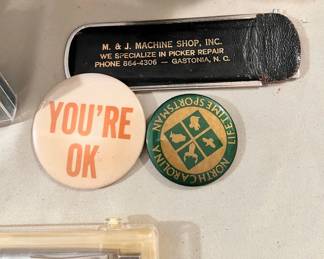 M. & J. MACHINE SHOP, INC.
WE SPECIALIZE IN PICKER REPAIR
PHONE 864-4306 — GASTONIA, N. C.
YOU'RE
OK
NORTH CAROLINA
LIFETIME SPORTSMAN